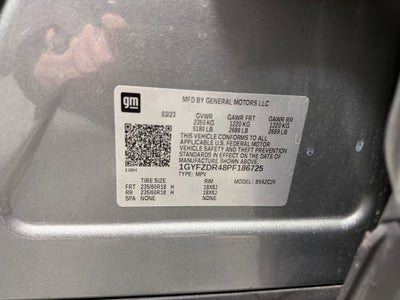 gm
MFD BY GENERAL MOTORS LLC
03/23 GVWR GAWR FRT GAWR RR
2350 KG 1220 KG 1220 KG
5180 LB 2689 LB 2689 LB
THIS VEHICLE CONFORMS TO ALL
APPLICABLE U.S. FEDERAL MOTOR
VEHICLE SAFETY, BUMPER, AND THEFT
PREVENTION STANDARDS IN EFFECT ON
THE DATE OF MANUFACTURE SHOWN ABOVE.
1GYFZDR48PF186725
TYPE: MPV
TIRE SIZE RIM MODEL:
FRT 235/60R18 H 18X8J
RR 235/60R18 H 18X8J
SPA NONE NONE